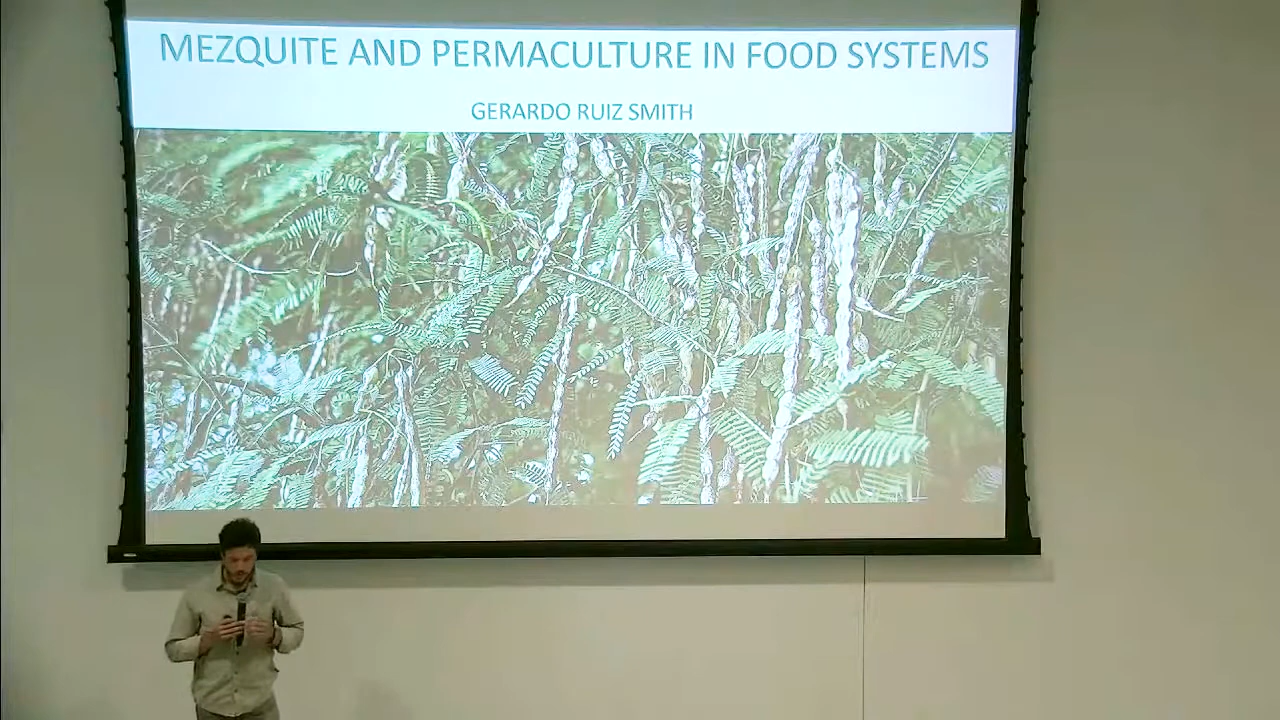 MEZQUITE AND PERMACULTURE IN FOOD SYSTEMS
GERARDO RUIZ SMITH